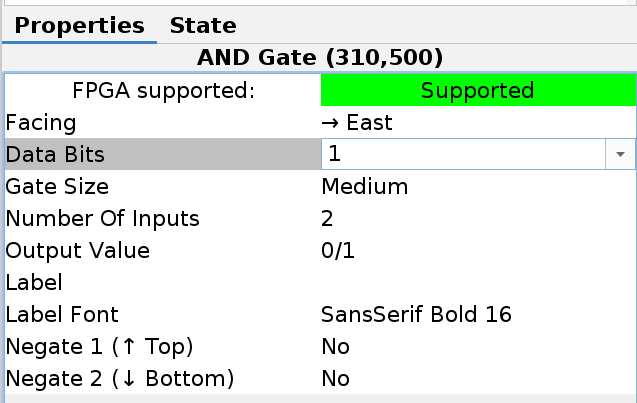 Properties State
AND Gate (310,500)
FPGA supported: Supported
Facing → East
Data Bits 1
Gate Size Medium
Number Of Inputs 2
Output Value 0/1
Label
Label Font SansSerif Bold 16
Negate 1 (↑ Top) No
Negate 2 (↓ Bottom) No